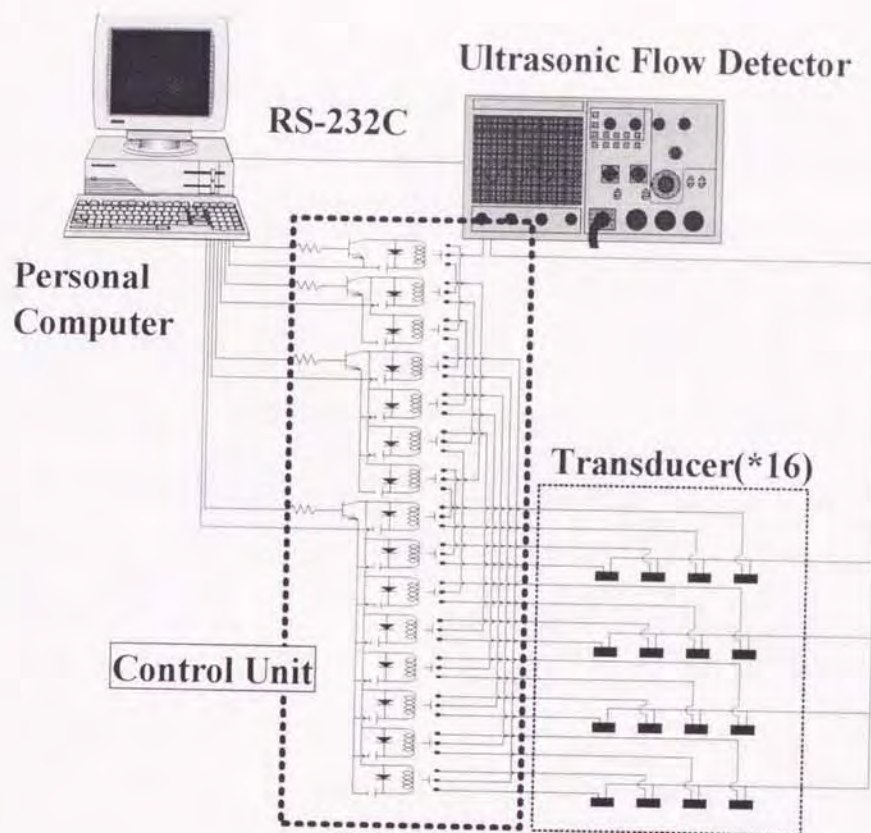 Ultrasonic Flow Detector
RS-232C
Personal
Computer
Transducer(*16)
Control Unit